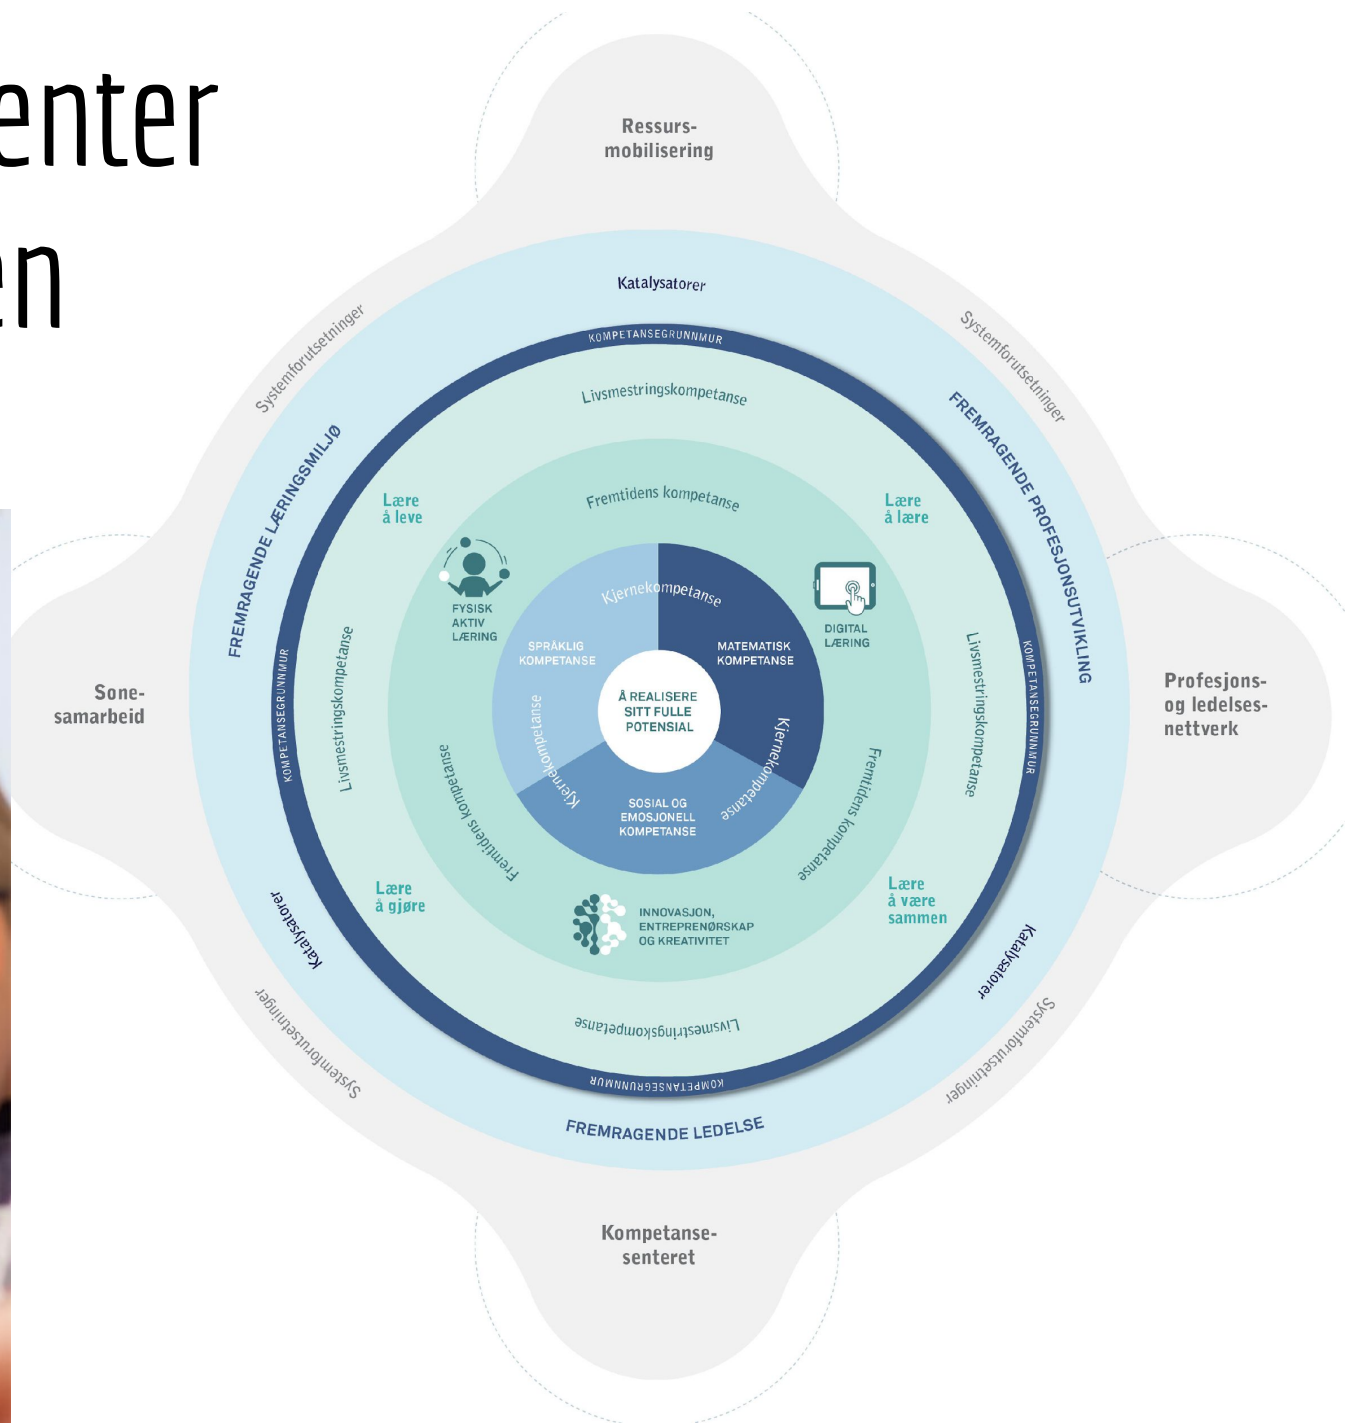 enter
en
Ressurs-
mobilisering
Systemforutsetninger
Systemforutsetninger
Katalysatorer
KOMPETANSEGRUNNMUR
Livsmestringskompetanse
FREMRAGENDE LÆRINGSMILJØ
FREMRAGENDE PROFESJONSUTVIKLING
Lære
å leve
Fremtidens kompetanse
Lære
å lære
FYSISK
AKTIV
LÆRING
Kjernekompetanse
DIGITAL
LÆRING
SPRÅKLIG
KOMPETANSE
MATEMATISK
KOMPETANSE
Sone-
samarbeid
KOMPETANSEGRUNNMUR
Livsmestringskompetanse
Fremtidens kompetanse
Kjernekompetanse
Å REALISERE
SITT FULLE
POTENSIAL
Kjernekompetanse
Fremtidens kompetanse
Livsmestringskompetanse
KOMPETANSEGRUNNMUR
Profesjons-
og ledelses-
nettverk
SOSIAL OG
EMOSJONELL
KOMPETANSE
Lære
å gjøre
Lære
å være
sammen
INNOVASJON,
ENTREPRENØRSKAP
OG KREATIVITET
Katalysatorer
Katalysatorer
Systemforutsetninger
Systemforutsetninger
Livsmestringskompetanse
KOMPETANSEGRUNNMUR
FREMRAGENDE LEDELSE
Kompetanse-
senteret